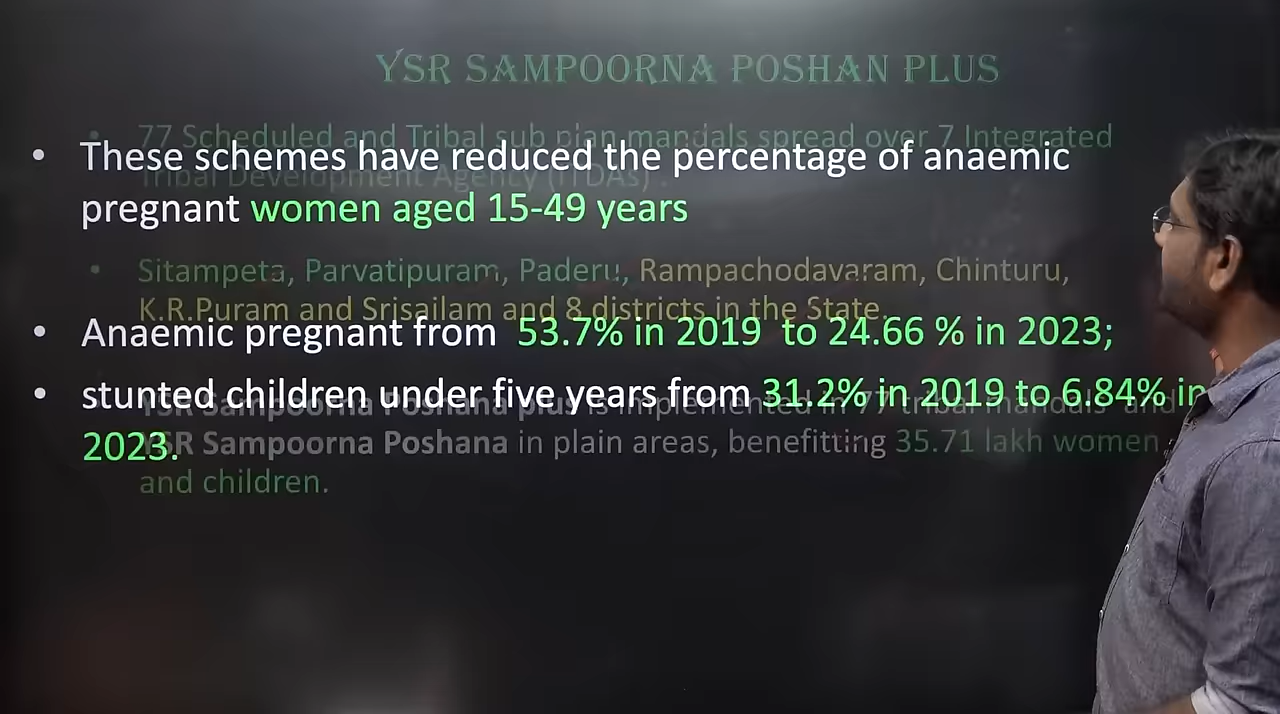 YSR SAMPOORNA POSHAN PLUS
• 77 Scheduled and Tribal sub plan mandals spread over 7 Integrated
Tribal Development Agency (ITDAs) .
• These schemes have reduced the percentage of anaemic
pregnant women aged 15-49 years
• Sitampeta, Parvatipuram, Paderu, Rampachodavaram, Chinturu,
K.R.Puram and Srisailam and 8 districts in the State.
• Anaemic pregnant from 53.7% in 2019 to 24.66 % in 2023;
• stunted children under five years from 31.2% in 2019 to 6.84% in
2023.
YSR Sampoorna Poshana plus is implemented in 77 tribal mandals and
YSR Sampoorna Poshana in plain areas, benefitting 35.71 lakh women
and children.